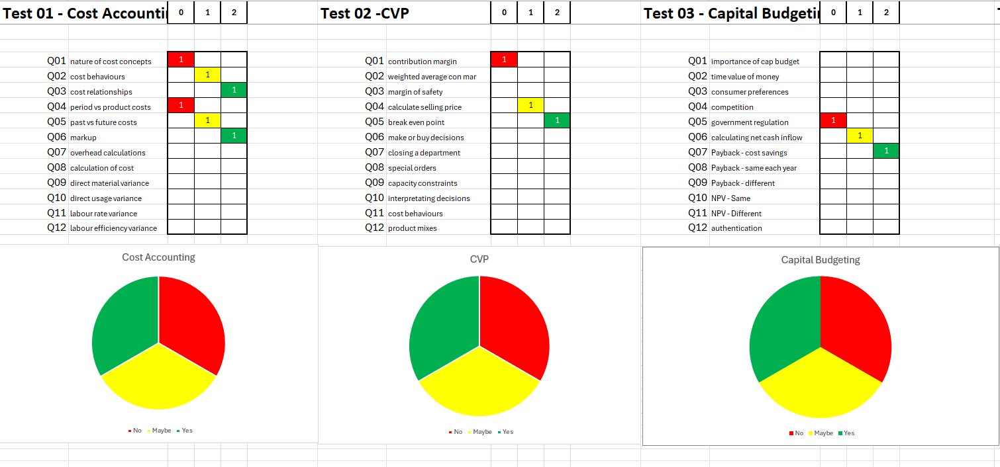 Test 01 - Cost Accounti 0 1 2
Test 02 -CVP 0 1 2
Test 03 - Capital Budgeti 0 1 2
Q01 nature of cost concepts 1
Q02 cost behaviours 1
Q03 cost relationships 1
Q04 period vs product costs 1
Q05 past vs future costs 1
Q06 markup 1
Q07 overhead calculations
Q08 calculation of cost
Q09 direct material variance
Q10 direct usage variance
Q11 labour rate variance
Q12 labour efficiency variance
Q01 contribution margin 1
Q02 weighted average con mar
Q03 margin of safety
Q04 calculate selling price 1
Q05 break even point 1
Q06 make or buy decisions
Q07 closing a department
Q08 special orders
Q09 capacity constraints
Q10 interpretating decisions
Q11 cost behaviours
Q12 product mixes
Q01 importance of cap budget
Q02 time value of money
Q03 consumer preferences
Q04 competition
Q05 government regulation 1
Q06 calculating net cash inflow 1
Q07 Payback - cost savings 1
Q08 Payback - same each year
Q09 Payback - different
Q10 NPV - Same
Q11 NPV - Different
Q12 authentication
Cost Accounting
No Maybe Yes
CVP
No Maybe Yes
Capital Budgeting
No Maybe Yes